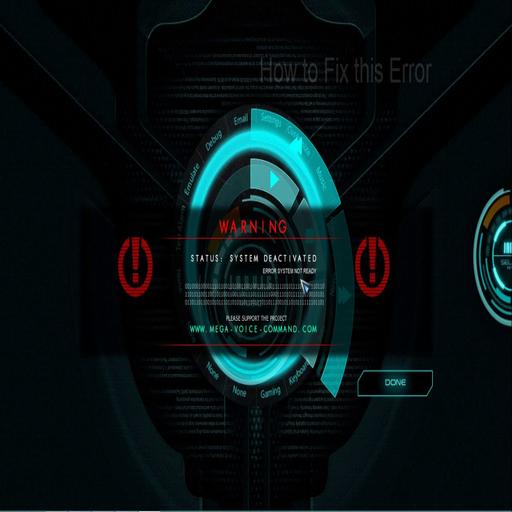 How to Fix this Error
Email
Settings
Debug
Music
Emulate
WARNING
STATUS: SYSTEM DEACTIVATED
ERROR SYSTEM NOT READY
PLEASE SUPPORT THE PROJECT
WWW.MEGA-VOICE-COMMAND.COM
None
None
Gaming
Keyboard
DONE